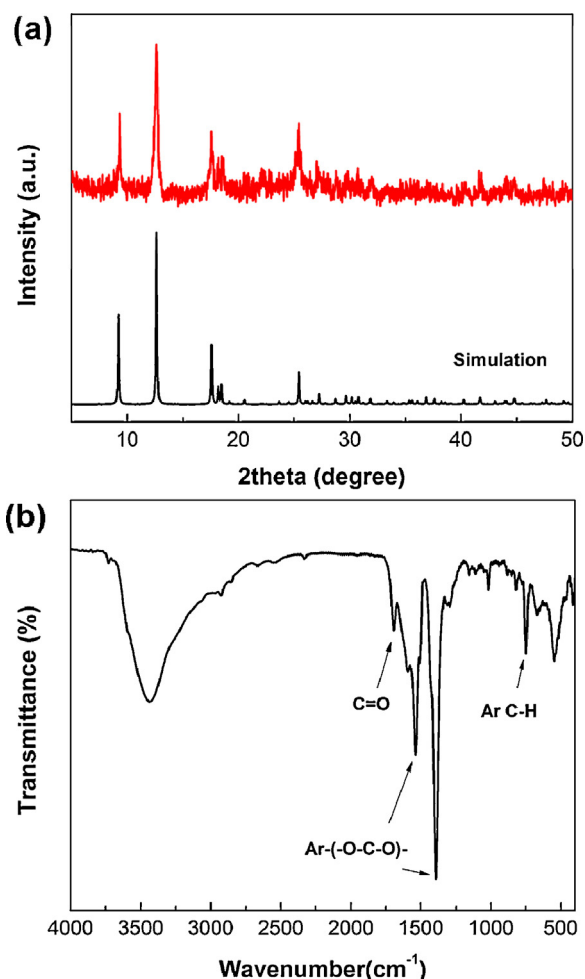 (a)
Intensity (a.u.)
Simulation
10 20 30 40 50
2theta (degree)
(b)
Transmittance (%)
C=O
Ar C-H
Ar-(-O-C-O)-
4000 3500 3000 2500 2000 1500 1000 500
Wavenumber(cm⁻¹)